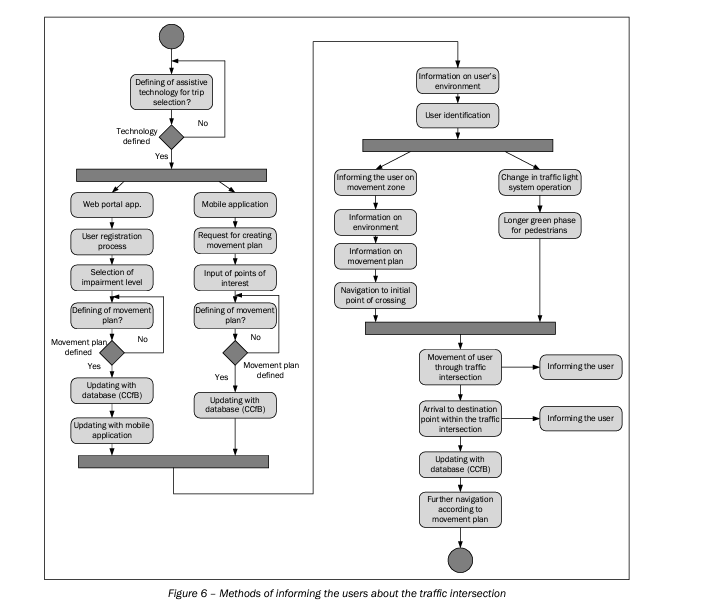 Defining of assistive
technology for trip
selection?
No
Technology
defined
Yes
Web portal app.
User registration
process
Selection of
impairment level
Defining of movement
plan?
No
Movement plan
defined
Yes
Updating with
database (CCfB)
Updating with mobile
application
Mobile application
Request for creating
movement plan
Input of points of
interest
Defining of movement
plan?
No
Movement plan
defined
Yes
Updating with
database (CCfB)
Information on user's
environment
User identification
Informing the user on
movement zone
Information on
environment
Information on
movement plan
Navigation to initial
point of crossing
Change in traffic light
system operation
Longer green phase
for pedestrians
Movement of user
through traffic
intersection
Informing the user
Arrival to destination
point within the traffic
intersection
Informing the user
Updating with
database (CCfB)
Further navigation
according to
movement plan
Figure 6 – Methods of informing the users about the traffic intersection